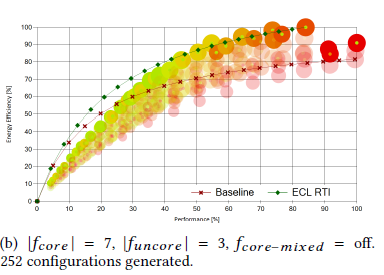 Energy Efficiency [%]
100
90
80
70
60
50
40
30
20
10
0
0 10 20 30 40 50 60 70 80 90 100
Performance [%]
Baseline ECL RTI
(b) |fcore| = 7, |funcore| = 3, fcore−mixed = off.
252 configurations generated.